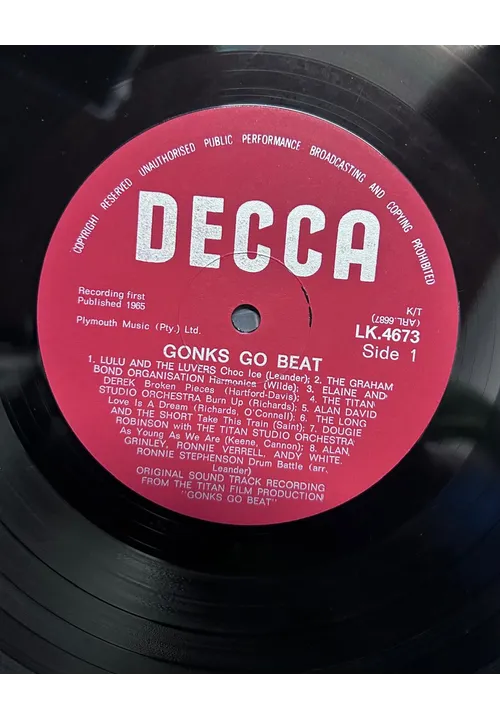 COPYRIGHT RESERVED UNAUTHORISED PUBLIC PERFORMANCE BROADCASTING AND COPYING PROHIBITED
DECCA
Recording first
Published 1965
Plymouth Music (Pty.) Ltd.
T/K
(ARL.6687)
LK.4673
Side 1
GONKS GO BEAT
1. LULU AND THE LUVERS Choc Ice (Leander); 2. THE GRAHAM
BOND ORGANISATION Harmonica (Wilde); 3. ELAINE AND
DEREK Broken Pieces (Hartford-Davis); 4. THE TITAN
STUDIO ORCHESTRA Burn Up (Richards); 5. ALAN DAVID
Love Is A Dream (Richards, O'Connell); 6. THE LONG
AND THE SHORT Take This Train (Saint); 7. DOUGIE
ROBINSON with THE TITAN STUDIO ORCHESTRA
As Young As We Are (Keene, Cannon); 8. ALAN
GRINLEY, RONNIE VERRELL, ANDY WHITE,
RONNIE STEPHENSON Drum Battle (arr.
Leander)
ORIGINAL SOUND TRACK RECORDING
FROM THE TITAN FILM PRODUCTION
"GONKS GO BEAT"